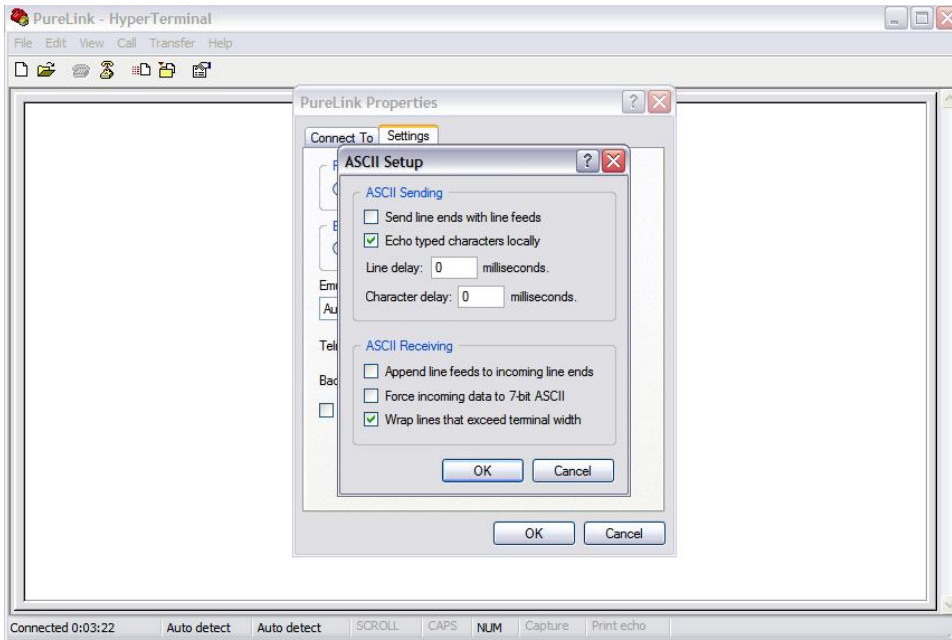 PureLink - HyperTerminal
File Edit View Call Transfer Help
PureLink Properties
Connect To Settings
ASCII Setup
ASCII Sending
Send line ends with line feeds
Echo typed characters locally
Line delay: 0 milliseconds.
Character delay: 0 milliseconds.
ASCII Receiving
Append line feeds to incoming line ends
Force incoming data to 7-bit ASCII
Wrap lines that exceed terminal width
OK Cancel
OK Cancel
Connected 0:03:22 Auto detect Auto detect SCROLL CAPS NUM Capture Print echo